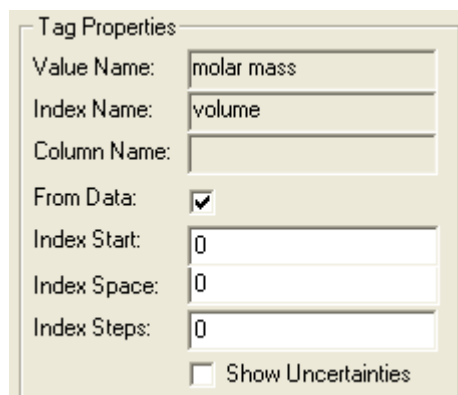 Tag Properties
Value Name: molar mass
Index Name: volume
Column Name:
From Data:
Index Start: 0
Index Space: 0
Index Steps: 0
Show Uncertainties